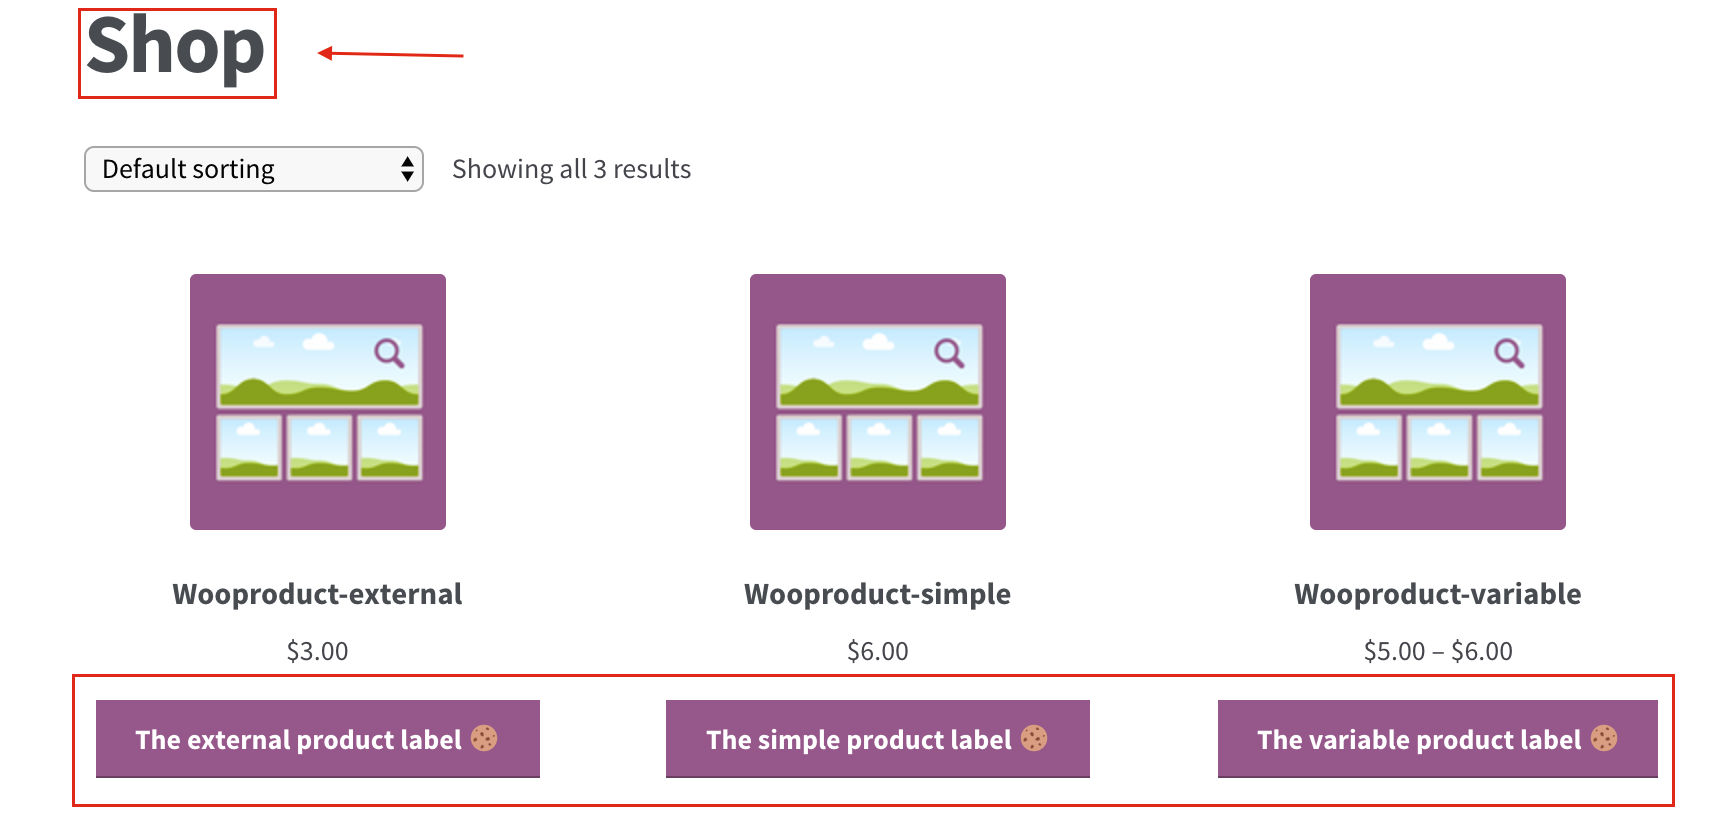 Shop
Default sorting
Showing all 3 results
Wooproduct-external
Wooproduct-simple
Wooproduct-variable
$3.00
$6.00
$5.00 – $6.00
The external product label 🍪
The simple product label 🍪
The variable product label 🍪